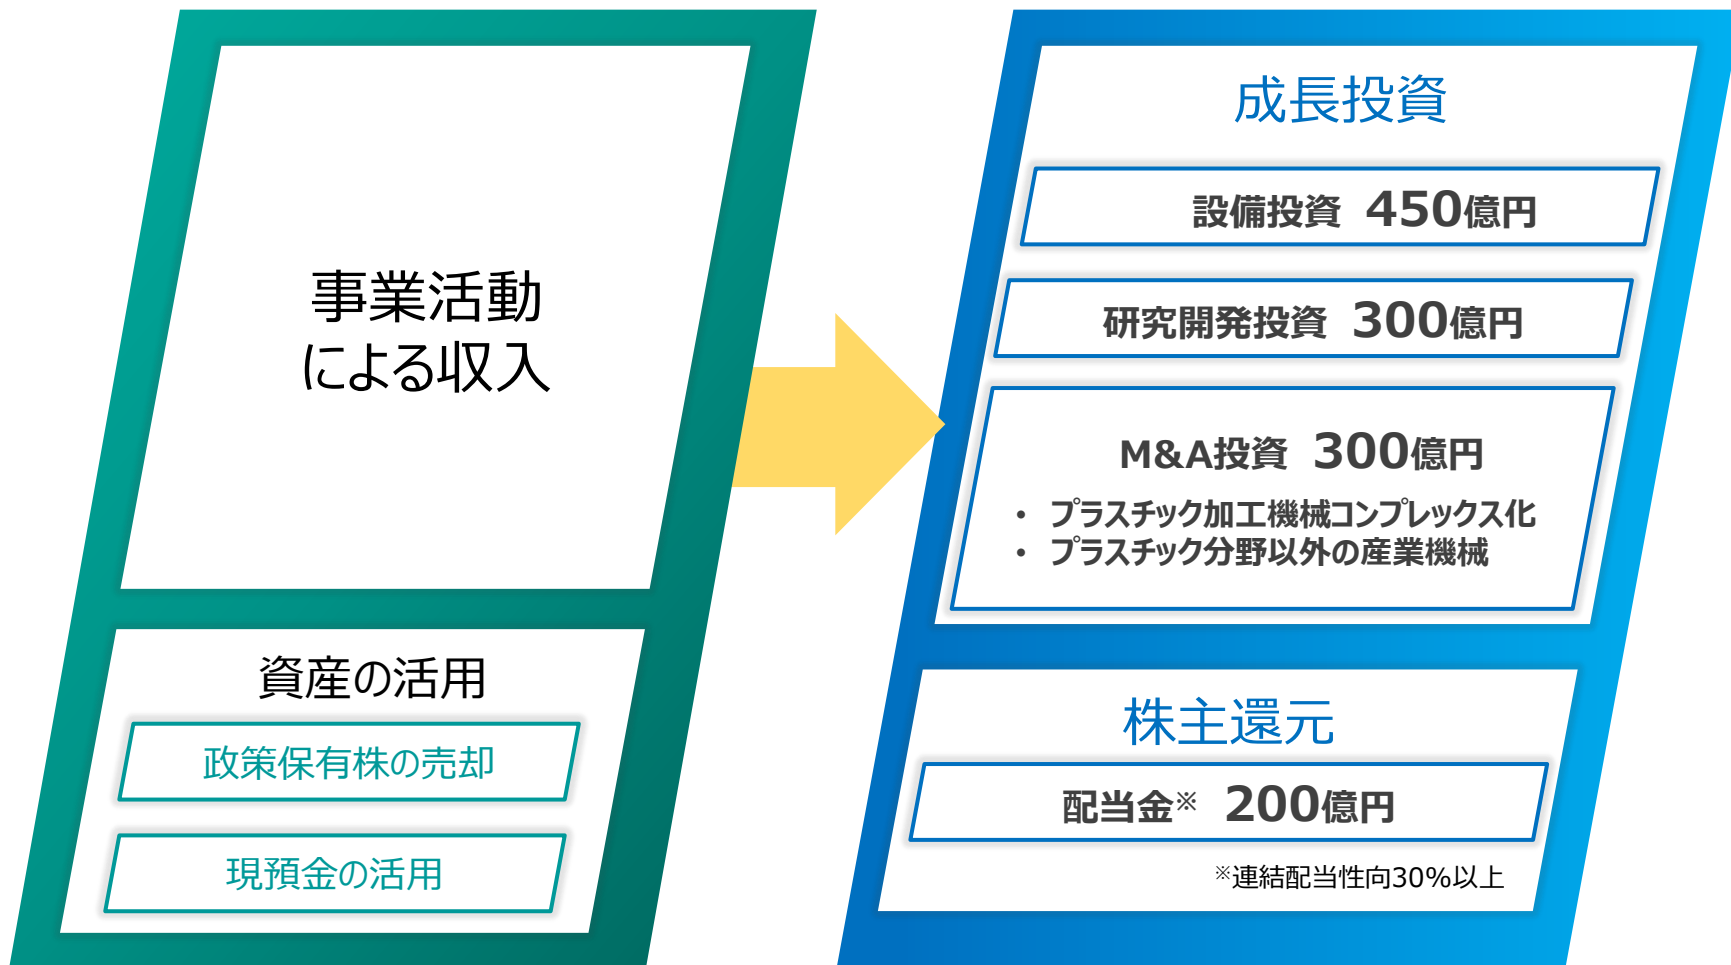 事業活動
による収入
資産の活用
政策保有株の売却
現預金の活用
成長投資
設備投資 450億円
研究開発投資 300億円
M&A投資 300億円
・ プラスチック加工機械コンプレックス化
・ プラスチック分野以外の産業機械
株主還元
配当金※ 200億円
※連結配当性向30%以上